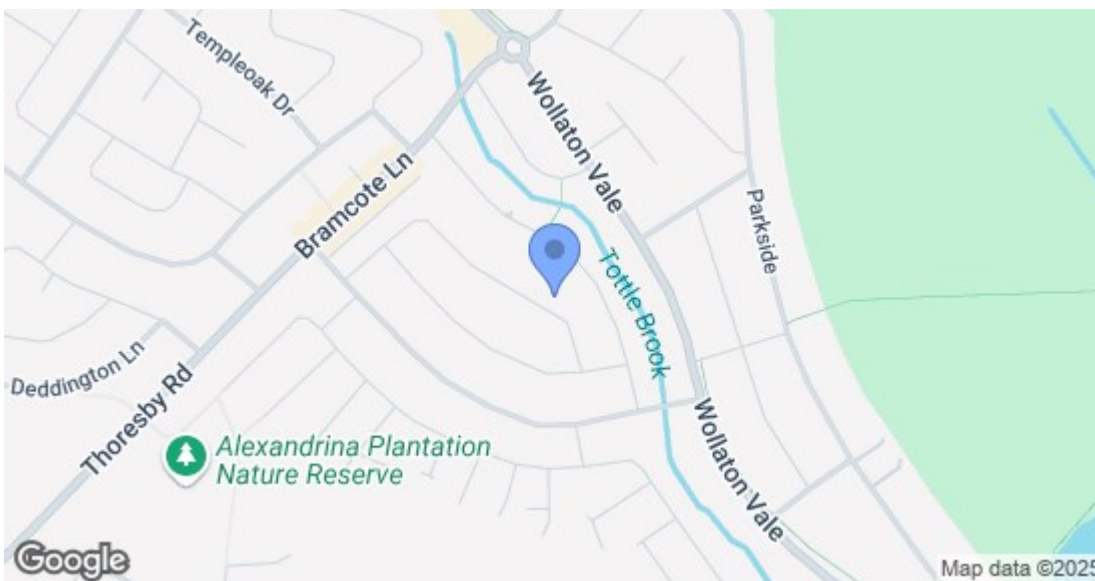 Templeoak Dr
Wollaton Vale
Bramcote Ln
Parkside
Tottle Brook
Deddington Ln
Thoresby Rd
Alexandrina Plantation
Nature Reserve
Wollaton Vale
Google
Map data ©2025